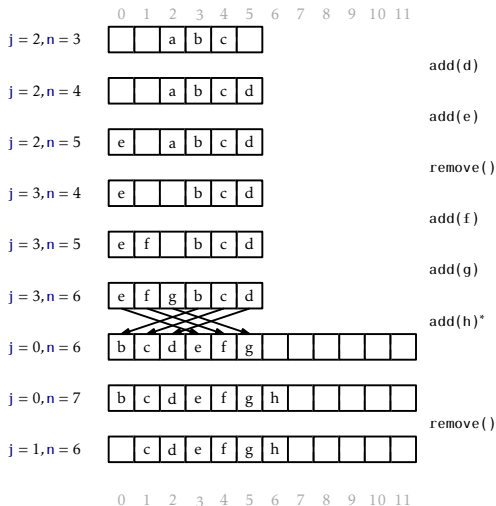 0 1 2 3 4 5 6 7 8 9 10 11
j = 2, n = 3 a b c
add(d)
j = 2, n = 4 a b c d
add(e)
j = 2, n = 5 e a b c d
remove()
j = 3, n = 4 e b c d
add(f)
j = 3, n = 5 e f b c d
add(g)
j = 3, n = 6 e f g b c d
add(h)*
j = 0, n = 6 b c d e f g
j = 0, n = 7 b c d e f g h
remove()
j = 1, n = 6 c d e f g h
0 1 2 3 4 5 6 7 8 9 10 11